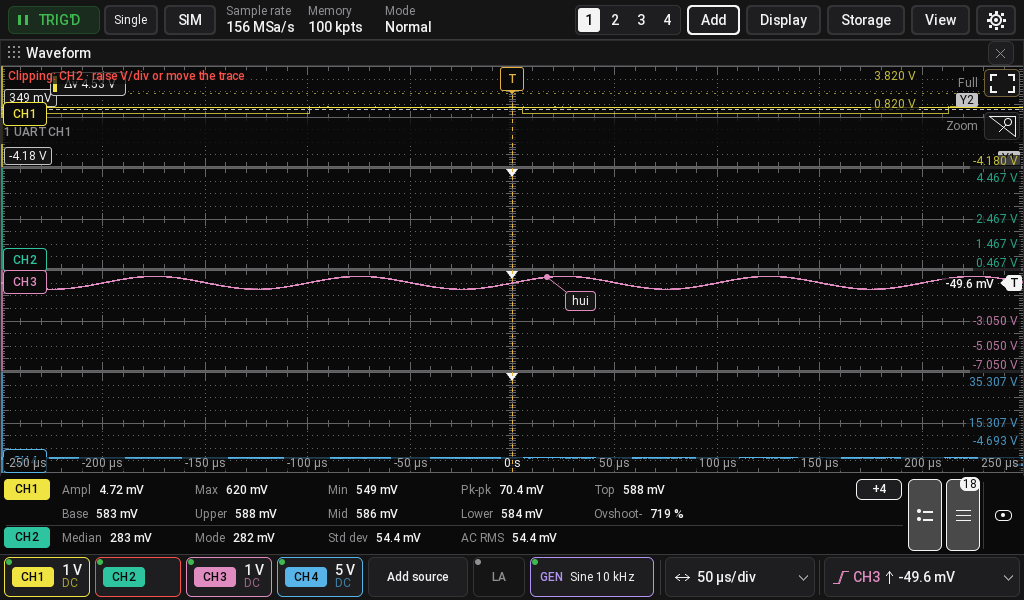 TRIG'D Single SIM Sample rate 156 MSa/s Memory 100 kpts Mode Normal 1 2 3 4 Add Display Storage View
Waveform
Clipping: CH2 - raise V/div or move the trace 3.820 V Full
Δv 4.53 V
349 mV 0.820 V Y2
CH1
1 UART CH1 Zoom
-4.18 V -4.180 V
4.467 V
2.467 V
1.467 V
CH2 0.467 V
CH3 -49.6 mV T
hui
-3.050 V
-5.050 V
-7.050 V
35.307 V
15.307 V
-4.693 V
-250 µs -200 µs -150 µs -100 µs -50 µs 0 s 50 µs 100 µs 150 µs 200 µs 250 µs
CH1 Ampl 4.72 mV Max 620 mV Min 549 mV Pk-pk 70.4 mV Top 588 mV +4 18
Base 583 mV Upper 588 mV Mid 586 mV Lower 584 mV Ovshoot- 719 %
CH2 Median 283 mV Mode 282 mV Std dev 54.4 mV AC RMS 54.4 mV
CH1 1 V DC CH2 CH3 1 V DC CH4 5 V DC Add source LA GEN Sine 10 kHz 50 µs/div CH3 -49.6 mV